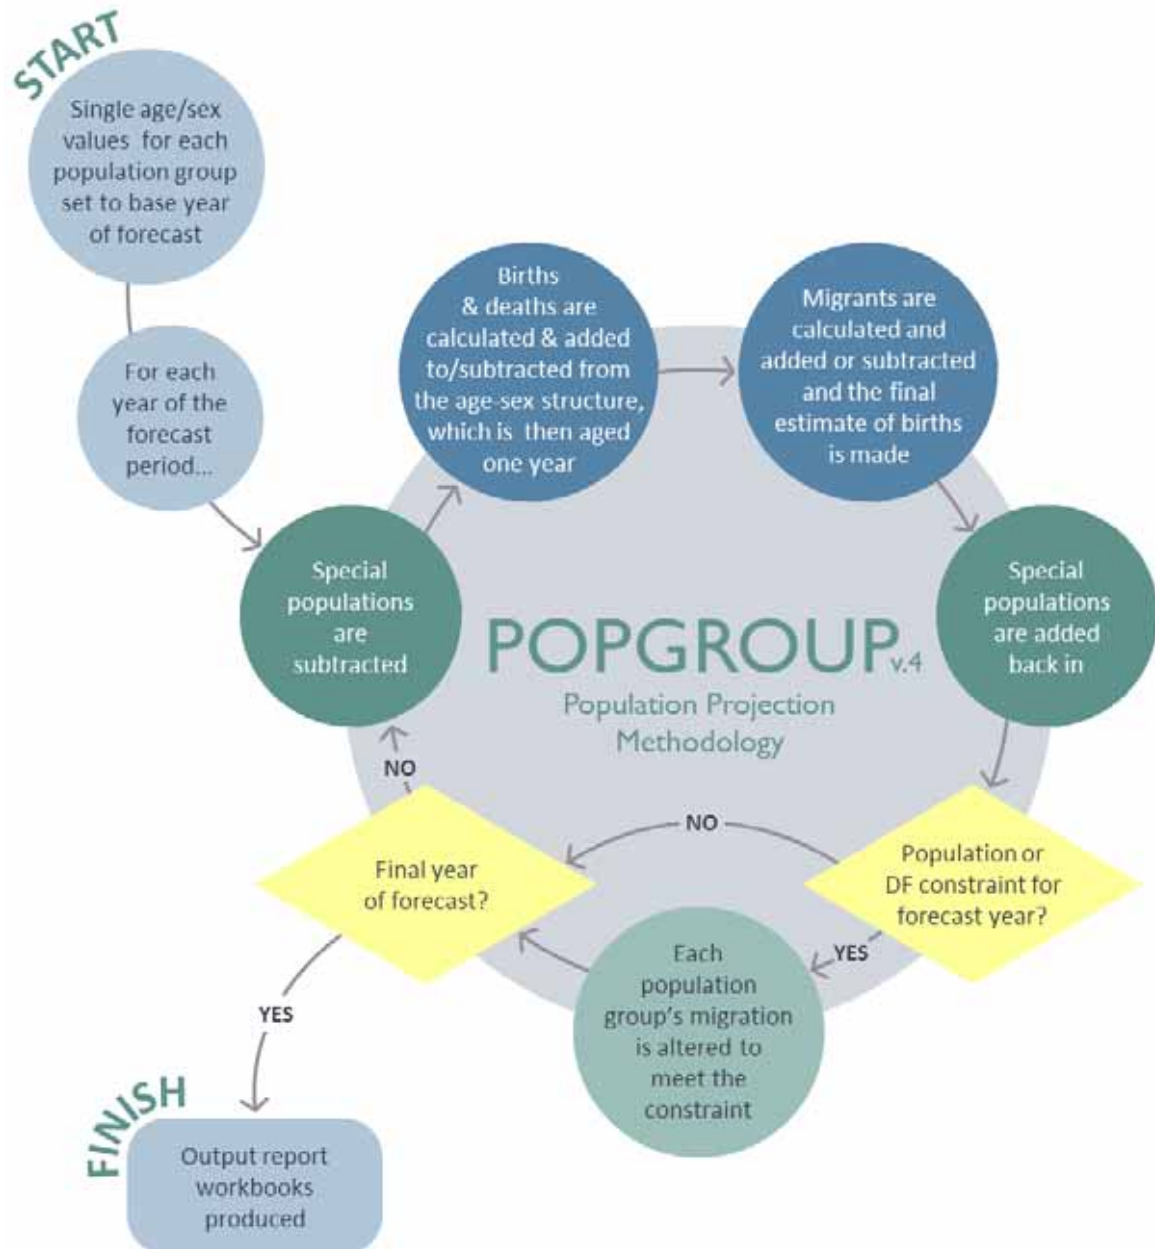 START
Single age/sex
values for each
population group
set to base year
of forecast
For each
year of the
forecast
period...
Special
populations
are
subtracted
Births
& deaths are
calculated & added
to/subtracted from
the age-sex structure,
which is then aged
one year
Migrants are
calculated and
added or subtracted
and the final
estimate of births
is made
Special
populations
are added
back in
POPGROUP v.4
Population Projection
Methodology
Population or
DF constraint for
forecast year?
NO
YES
Each
population
group's migration
is altered to
meet the
constraint
Final year
of forecast?
NO
YES
FINISH
Output report
workbooks
produced